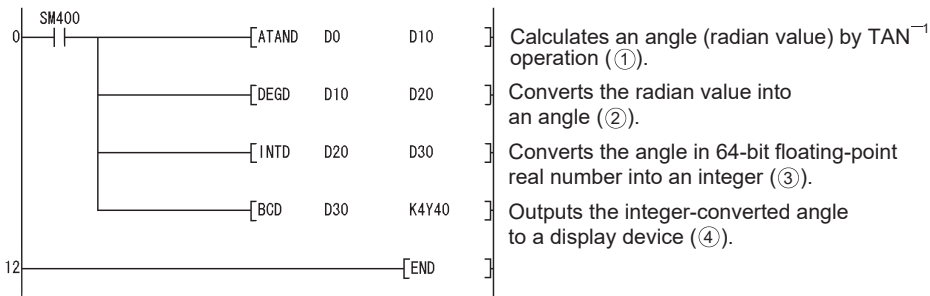 SM400
0 [ATAND D0 D10 ] Calculates an angle (radian value) by TAN⁻¹
operation (①).
[DEGD D10 D20 ] Converts the radian value into
an angle (②).
[INTD D20 D30 ] Converts the angle in 64-bit floating-point
real number into an integer (③).
[BCD D30 K4Y40 ] Outputs the integer-converted angle
to a display device (④).
12 [END ]